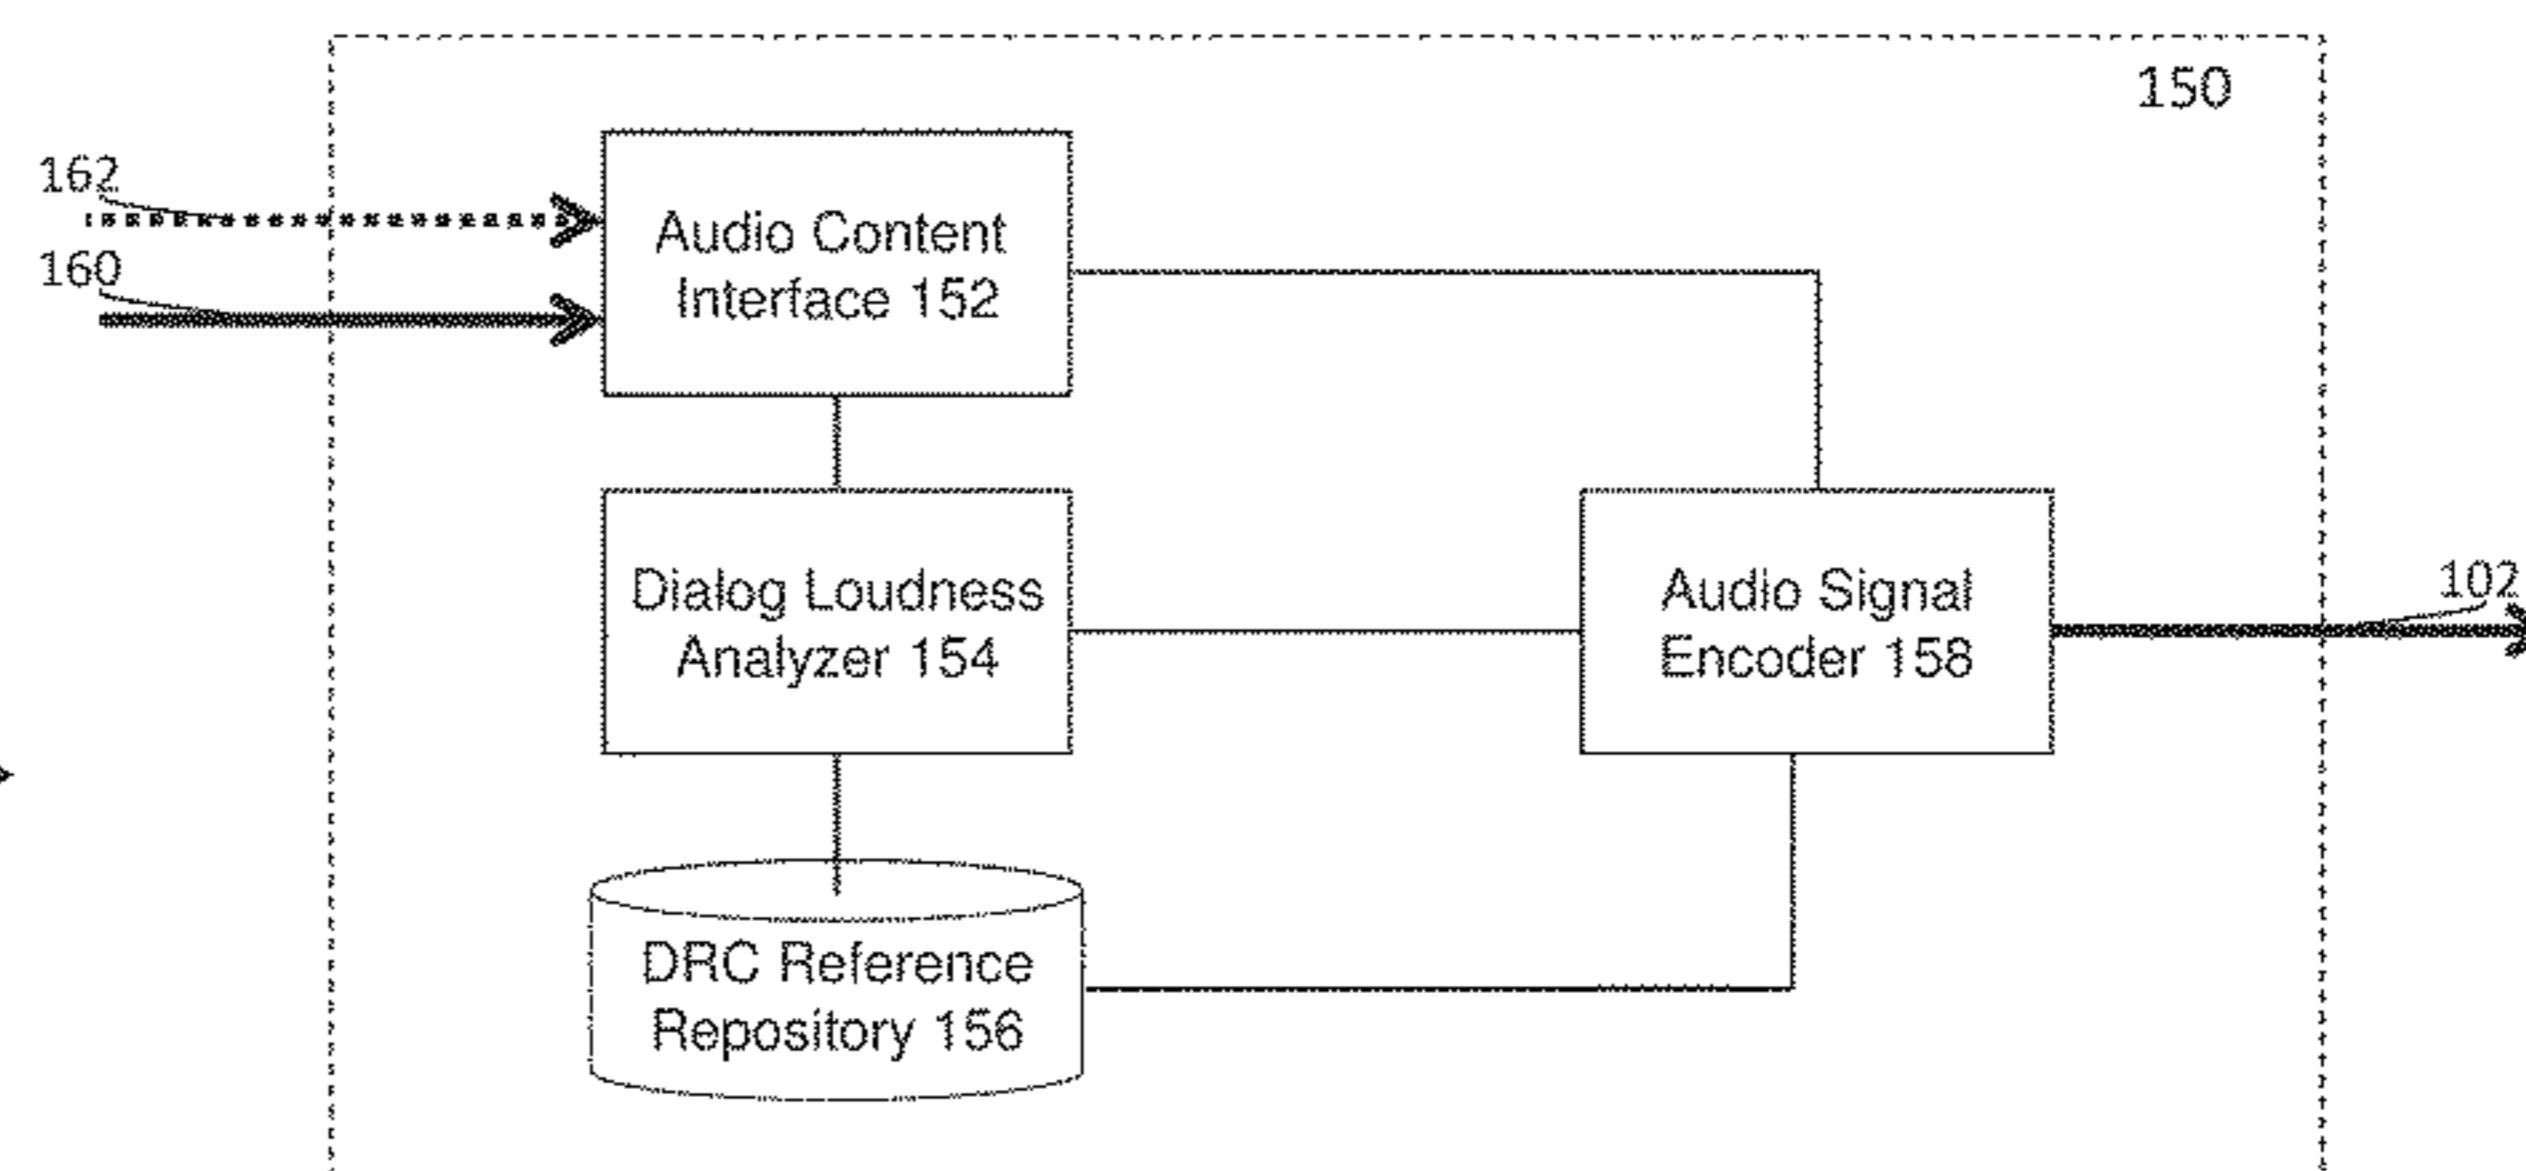 150
162
160
Audio Content
Interface 152
Dialog Loudness
Analyzer 154
Audio Signal
Encoder 158
102
DRC Reference
Repository 156